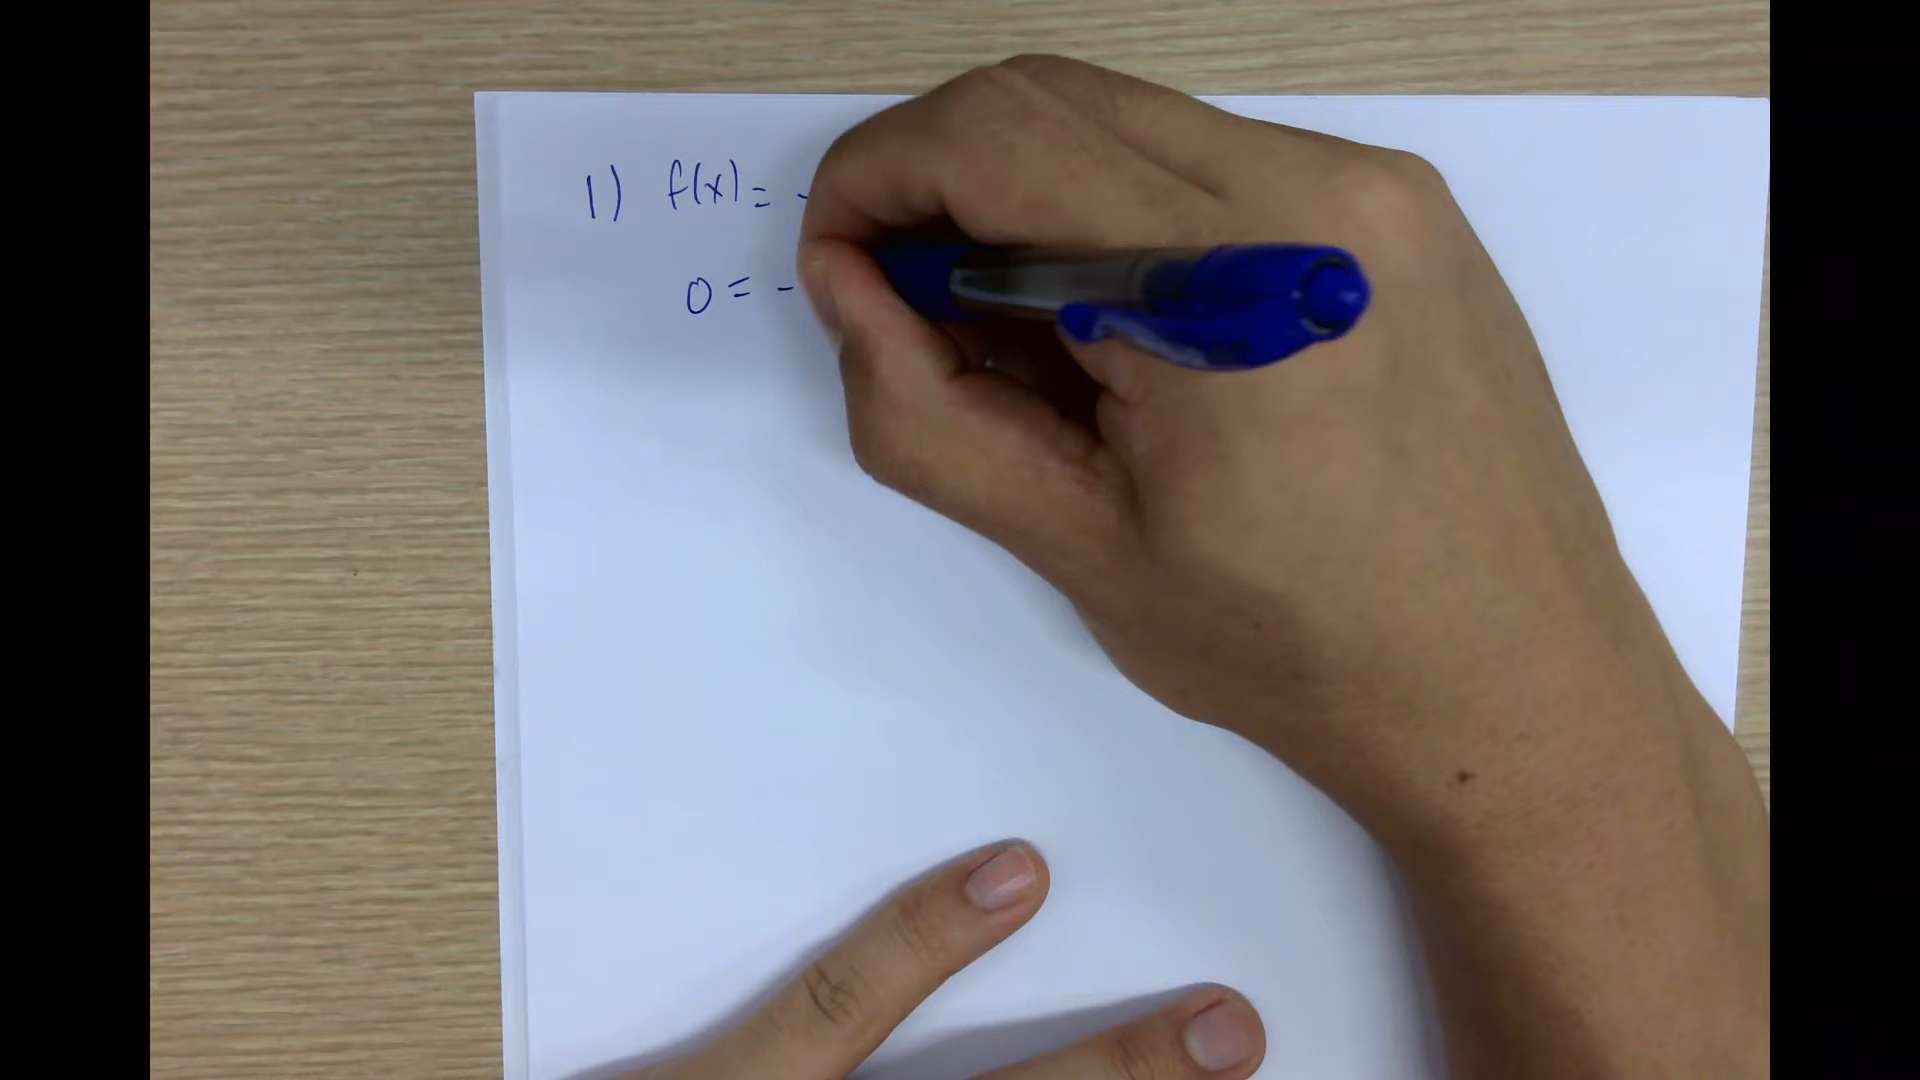 1) f(x) = -
0 = -